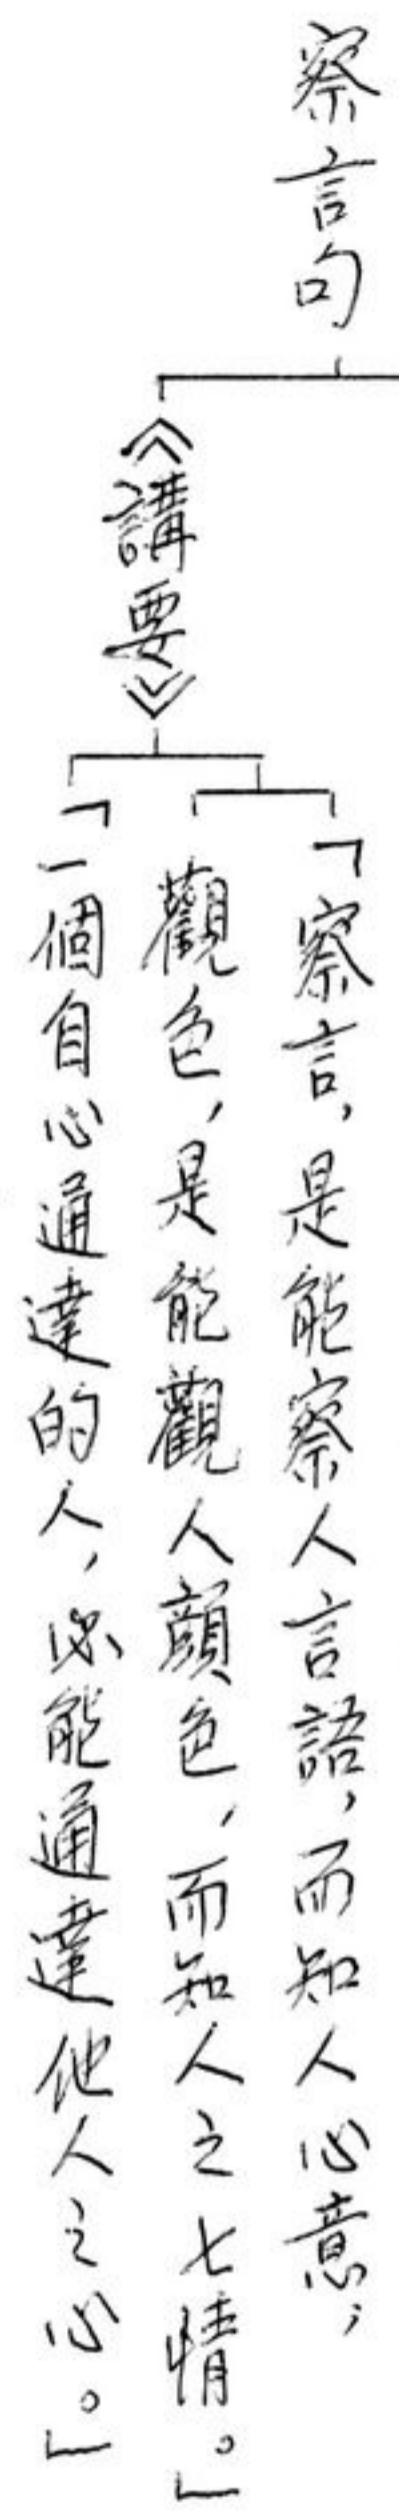 察言句
《講要》
「察言，是能察人言語，而知人心意；
觀色，是能觀人顏色，而知人之七情。」
「一個自心通達的人，必能通達他人之心。」